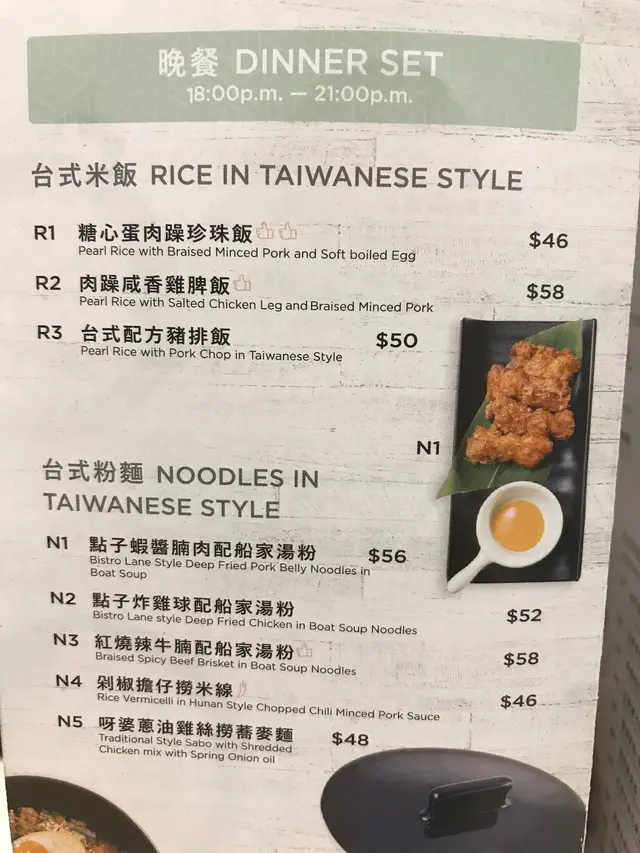 晚餐 DINNER SET
18:00p.m. — 21:00p.m.
台式米飯 RICE IN TAIWANESE STYLE
R1 糖心蛋肉躁珍珠飯 $46
Pearl Rice with Braised Minced Pork and Soft boiled Egg
R2 肉躁咸香雞脾飯 $58
Pearl Rice with Salted Chicken Leg and Braised Minced Pork
R3 台式配方豬排飯 $50
Pearl Rice with Pork Chop in Taiwanese Style
N1
台式粉麵 NOODLES IN
TAIWANESE STYLE
N1 點子蝦醬腩肉配船家湯粉 $56
Bistro Lane Style Deep Fried Pork Belly Noodles in
Boat Soup
N2 點子炸雞球配船家湯粉 $52
Bistro Lane style Deep Fried Chicken in Boat Soup Noodles
N3 紅燒辣牛腩配船家湯粉 $58
Braised Spicy Beef Brisket in Boat Soup Noodles
N4 剁椒擔仔撈米線 $46
Rice Vermicelli in Hunan Style Chopped Chili Minced Pork Sauce
N5 呀婆蔥油雞絲撈蕎麥麵 $48
Traditional Style Sabo with Shredded
Chicken mix with Spring Onion oil